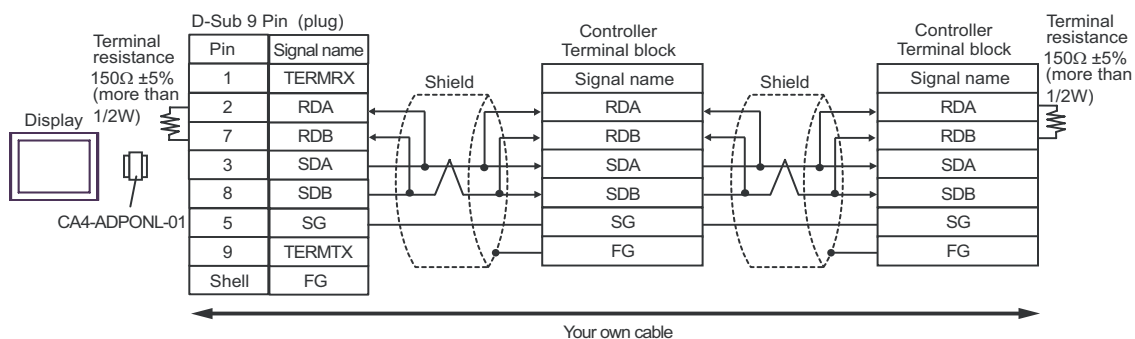 D-Sub 9 Pin (plug)
Terminal
resistance
150Ω ±5%
(more than
1/2W)
Display
CA4-ADPONL-01
Pin Signal name
1 TERMRX
2 RDA
7 RDB
3 SDA
8 SDB
5 SG
9 TERMTX
Shell FG
Shield
Controller
Terminal block
Signal name
RDA
RDB
SDA
SDB
SG
FG
Shield
Controller
Terminal block
Signal name
RDA
RDB
SDA
SDB
SG
FG
Terminal
resistance
150Ω ±5%
(more than
1/2W)
Your own cable